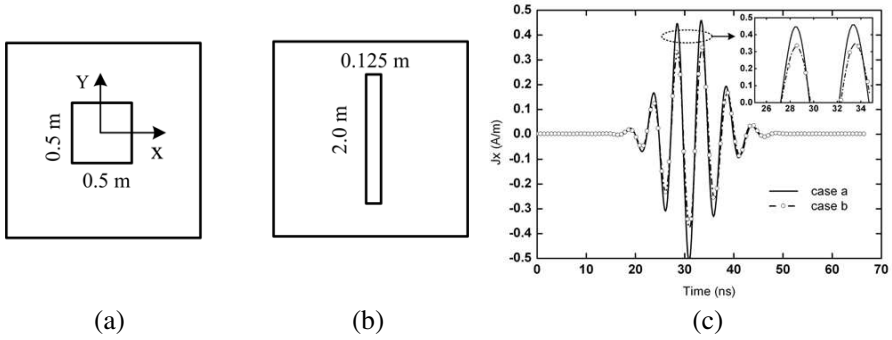 Y
X
0.5 m
0.5 m
(a)
0.125 m
2.0 m
(b)
Jx (A/m)
0.5
0.4
0.3
0.2
0.1
0.0
-0.1
-0.2
-0.3
-0.4
-0.5
0 10 20 30 40 50 60 70
Time (ns)
0.5
0.4
0.3
0.2
0.1
0.0
26 28 30 32 34
case a
case b
(c)